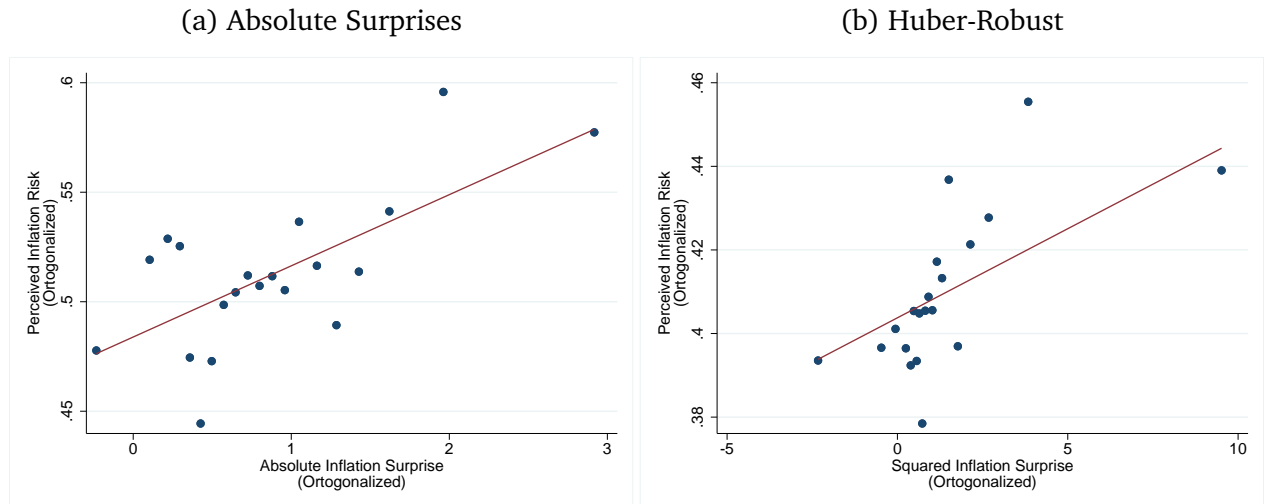 (a) Absolute Surprises
.6
.55
.5
.45
Perceived Inflation Risk
(Ortogonalized)
0 1 2 3
Absolute Inflation Surprise
(Ortogonalized)
(b) Huber-Robust
.46
.44
.42
.4
.38
Perceived Inflation Risk
(Ortogonalized)
-5 0 5 10
Squared Inflation Surprise
(Ortogonalized)